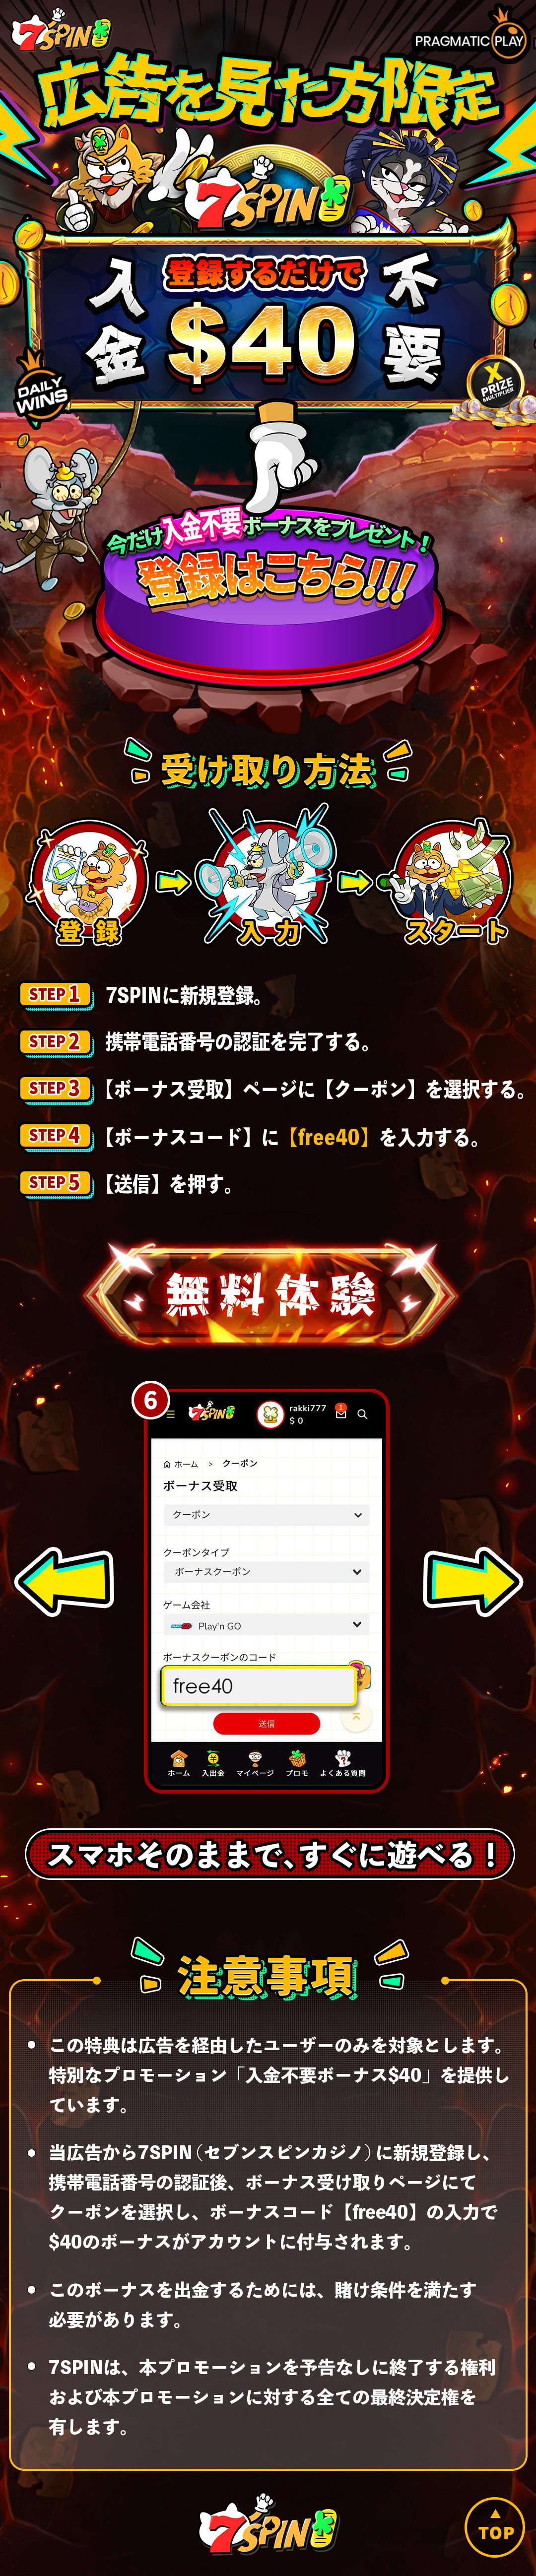 7SPIN
PRAGMATIC PLAY
広告を見た方限定
7SPIN
入金
登録するだけで
不要
$40
DAILY WINS
X PRIZE MULTIPLIER
今だけ入金不要ボーナスをプレゼント!
登録はこちら!!!
受け取り方法
登録
入力
スタート
STEP 1 7SPINに新規登録。
STEP 2 携帯電話番号の認証を完了する。
STEP 3 【ボーナス受取】ページに【クーポン】を選択する。
STEP 4 【ボーナスコード】に【free40】を入力する。
STEP 5 【送信】を押す。
無料体験
6
7SPIN
rakki777
$ 0
1
ホーム > クーポン
ボーナス受取
クーポン
クーポンタイプ
ボーナスクーポン
ゲーム会社
Play'n GO
ボーナスクーポンのコード
free40
送信
ホーム 入出金 マイページ プロモ よくある質問
スマホそのままで、すぐに遊べる！
注意事項
• この特典は広告を経由したユーザーのみを対象とします。
特別なプロモーション「入金不要ボーナス$40」を提供し
ています。
• 当広告から7SPIN（セブンスピンカジノ）に新規登録し、
携帯電話番号の認証後、ボーナス受け取りページにて
クーポンを選択し、ボーナスコード【free40】の入力で
$40のボーナスがアカウントに付与されます。
• このボーナスを出金するためには、賭け条件を満たす
必要があります。
• 7SPINは、本プロモーションを予告なしに終了する権利
および本プロモーションに対する全ての最終決定権を
有します。
7SPIN
TOP